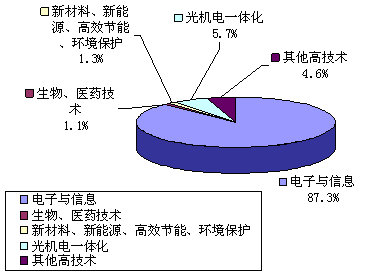 新材料、新能
源、高效节能
、环境保护
1.3%
光机电一体化
5.7%
其他高技术
4.6%
生物、医药技
术
1.1%
电子与信息
87.3%
电子与信息
生物、医药技术
新材料、新能源、高效节能、环境保护
光机电一体化
其他高技术